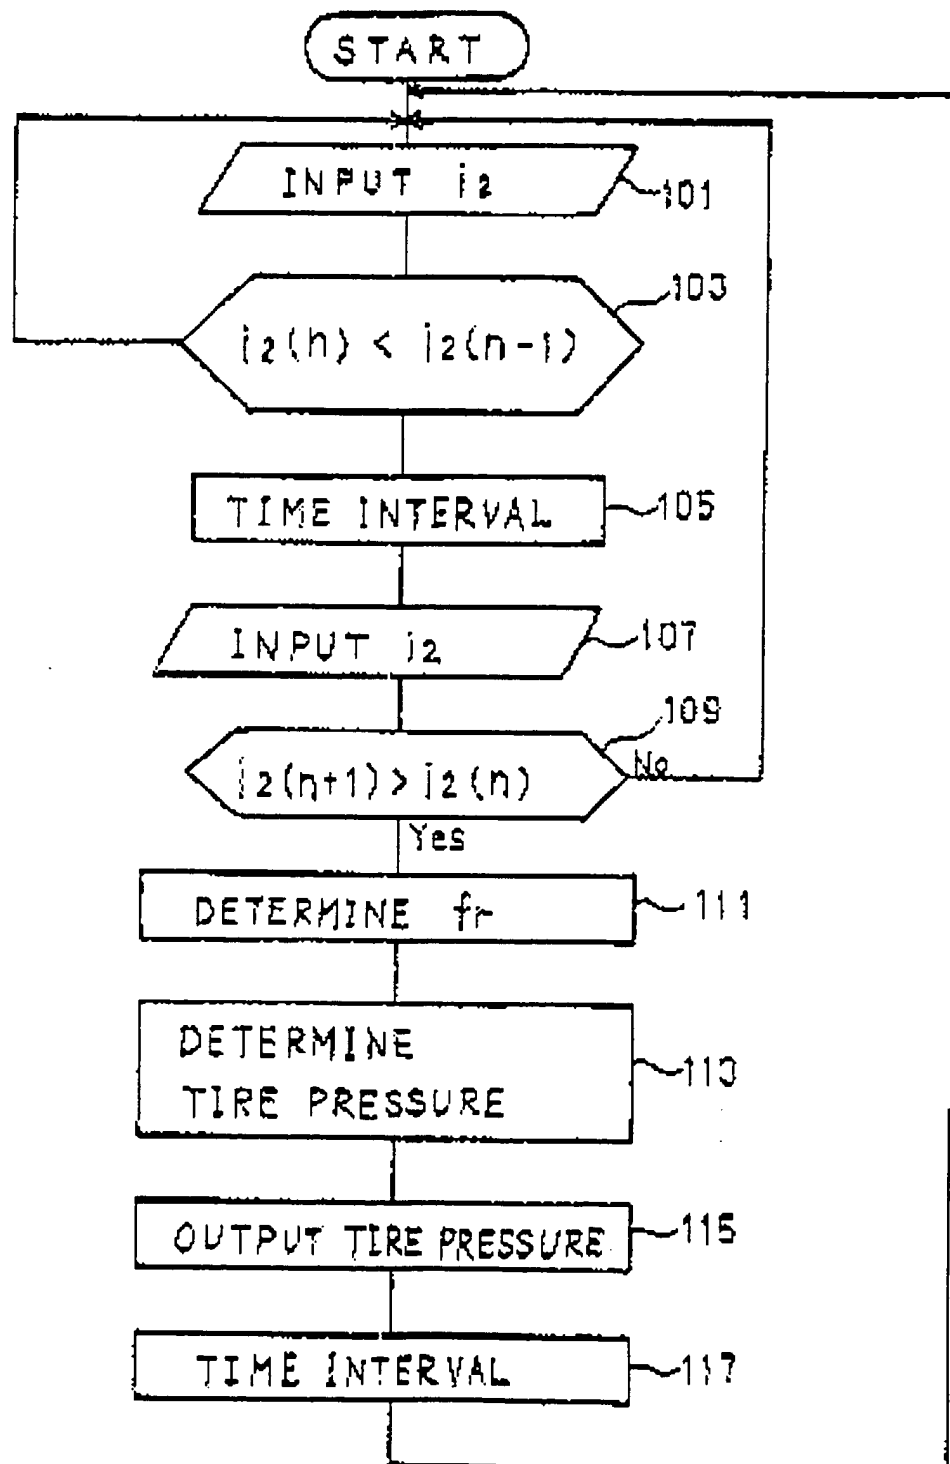 START
INPUT i2
101
103
i2(n) < i2(n-1)
TIME INTERVAL
105
INPUT i2
107
109
i2(n+1) > i2(n)
No
Yes
DETERMINE fr
111
DETERMINE
TIRE PRESSURE
113
OUTPUT TIRE PRESSURE
115
TIME INTERVAL
117